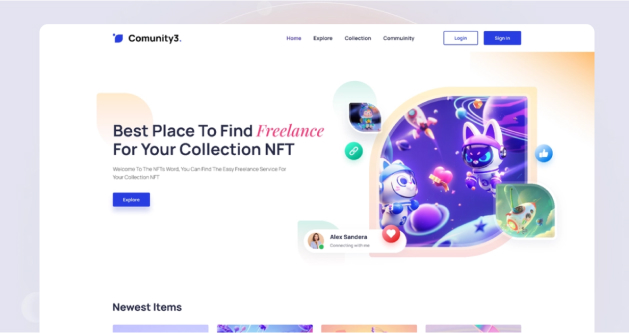 Comunity3.
Home Explore Collection Community Login Sign in
Best Place To Find Freelance
For Your Collection NFT
Welcome To The NFTs Word, You Can Find The Easy Freelance Service For
Your Collection NFT
Explore
Alex Sandera
Connecting with me
Newest Items